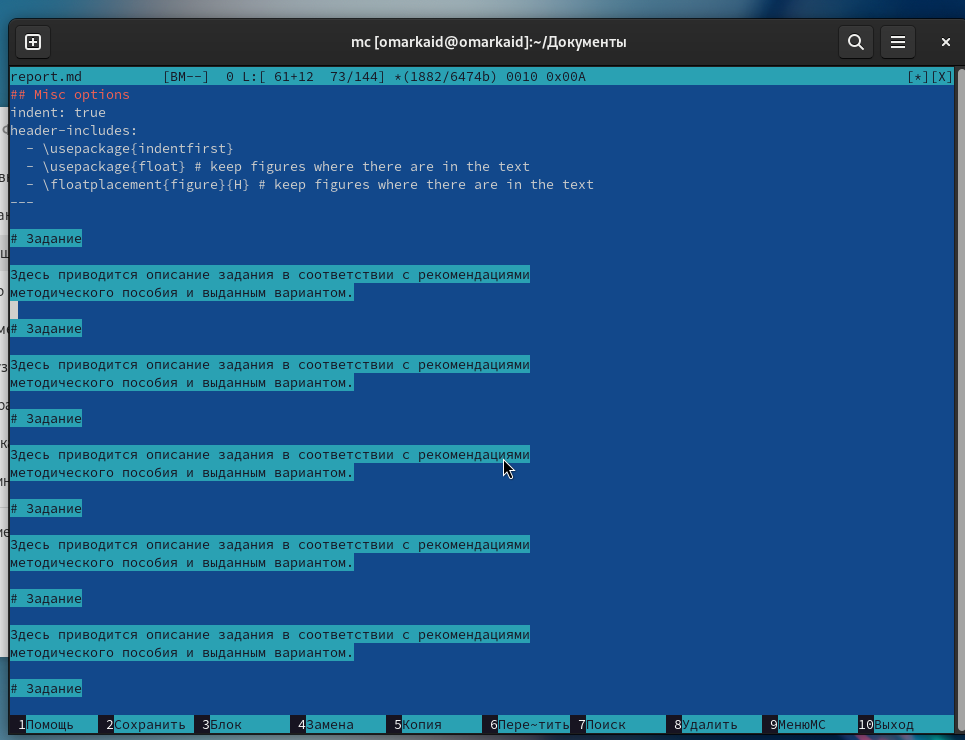 mc [omarkaid@omarkaid]:~/Документы
report.md [BM--] 0 L:[ 61+12 73/144] *(1882/6474b) 0010 0x00A [*][X]
## Misc options
indent: true
header-includes:
- \usepackage{indentfirst}
- \usepackage{float} # keep figures where there are in the text
- \floatplacement{figure}{H} # keep figures where there are in the text
---
# Задание
Здесь приводится описание задания в соответствии с рекомендациями
методического пособия и выданным вариантом.
# Задание
Здесь приводится описание задания в соответствии с рекомендациями
методического пособия и выданным вариантом.
# Задание
Здесь приводится описание задания в соответствии с рекомендациями
методического пособия и выданным вариантом.
# Задание
Здесь приводится описание задания в соответствии с рекомендациями
методического пособия и выданным вариантом.
# Задание
Здесь приводится описание задания в соответствии с рекомендациями
методического пособия и выданным вариантом.
# Задание
1Помощь 2Сохранить 3Блок 4Замена 5Копия 6Пере~тить 7Поиск 8Удалить 9МенюМС 10Выход